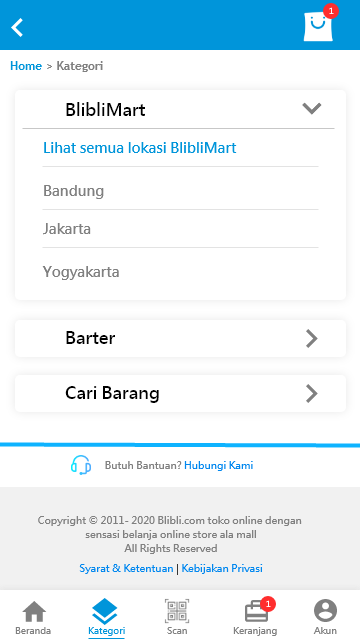 1
Home > Kategori
BlibliMart
Lihat semua lokasi BlibliMart
Bandung
Jakarta
Yogyakarta
Barter
Cari Barang
Butuh Bantuan? Hubungi Kami
Copyright © 2011- 2020 Blibli.com toko online dengan
sensasi belanja online store ala mall
All Rights Reserved
Syarat & Ketentuan | Kebijakan Privasi
1
Beranda Kategori Scan Keranjang Akun